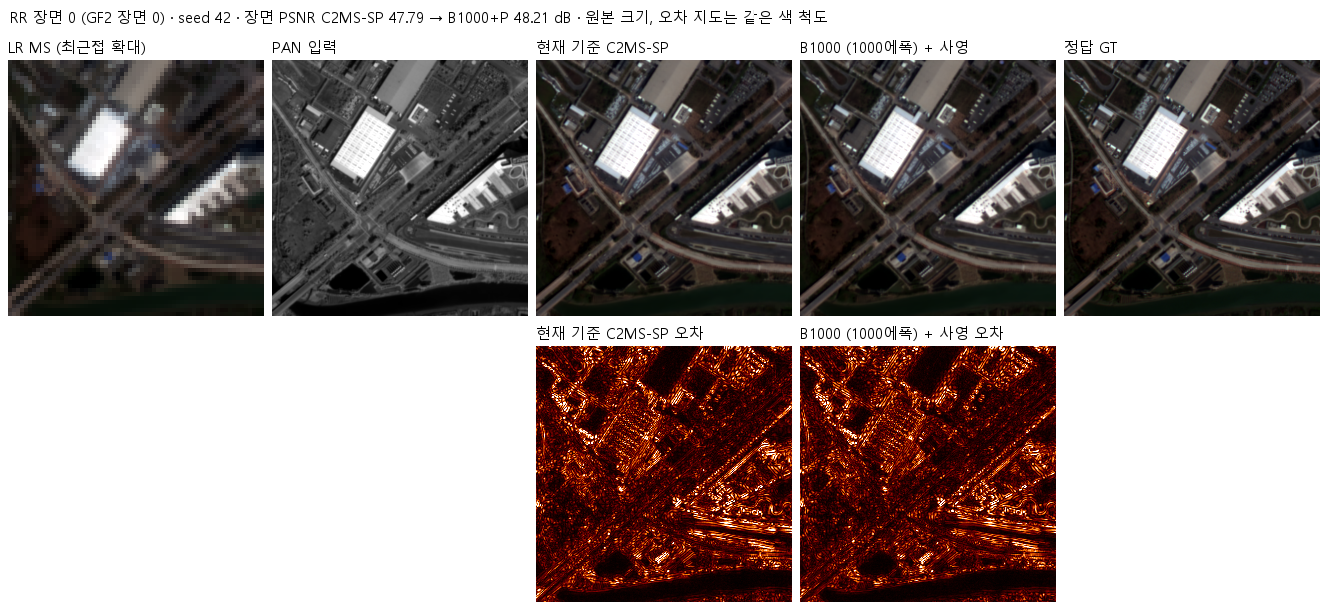 RR 장면 0 (GF2 장면 0) · seed 42 · 장면 PSNR C2MS-SP 47.79 → B1000+P 48.21 dB · 원본 크기, 오차 지도는 같은 색 척도
LR MS (최근접 확대)
PAN 입력
현재 기준 C2MS-SP
B1000 (1000에폭) + 사영
정답 GT
현재 기준 C2MS-SP 오차
B1000 (1000에폭) + 사영 오차